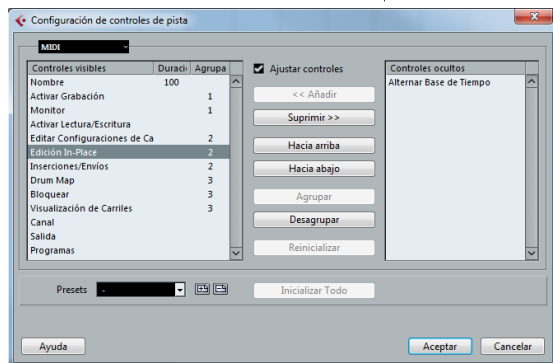 Configuración de controles de pista
MIDI
Controles visibles Duració Agrupa
Nombre 100
Activar Grabación 1
Monitor 1
Activar Lectura/Escritura
Editar Configuraciones de Ca 2
Edición In-Place 2
Inserciones/Envíos 2
Drum Map 3
Bloquear 3
Visualización de Carriles 3
Canal
Salida
Programas
Ajustar controles
<< Añadir
Suprimir >>
Hacia arriba
Hacia abajo
Agrupar
Desagrupar
Reinicializar
Controles ocultos
Alternar Base de Tiempo
Presets -
Inicializar Todo
Ayuda
Aceptar Cancelar